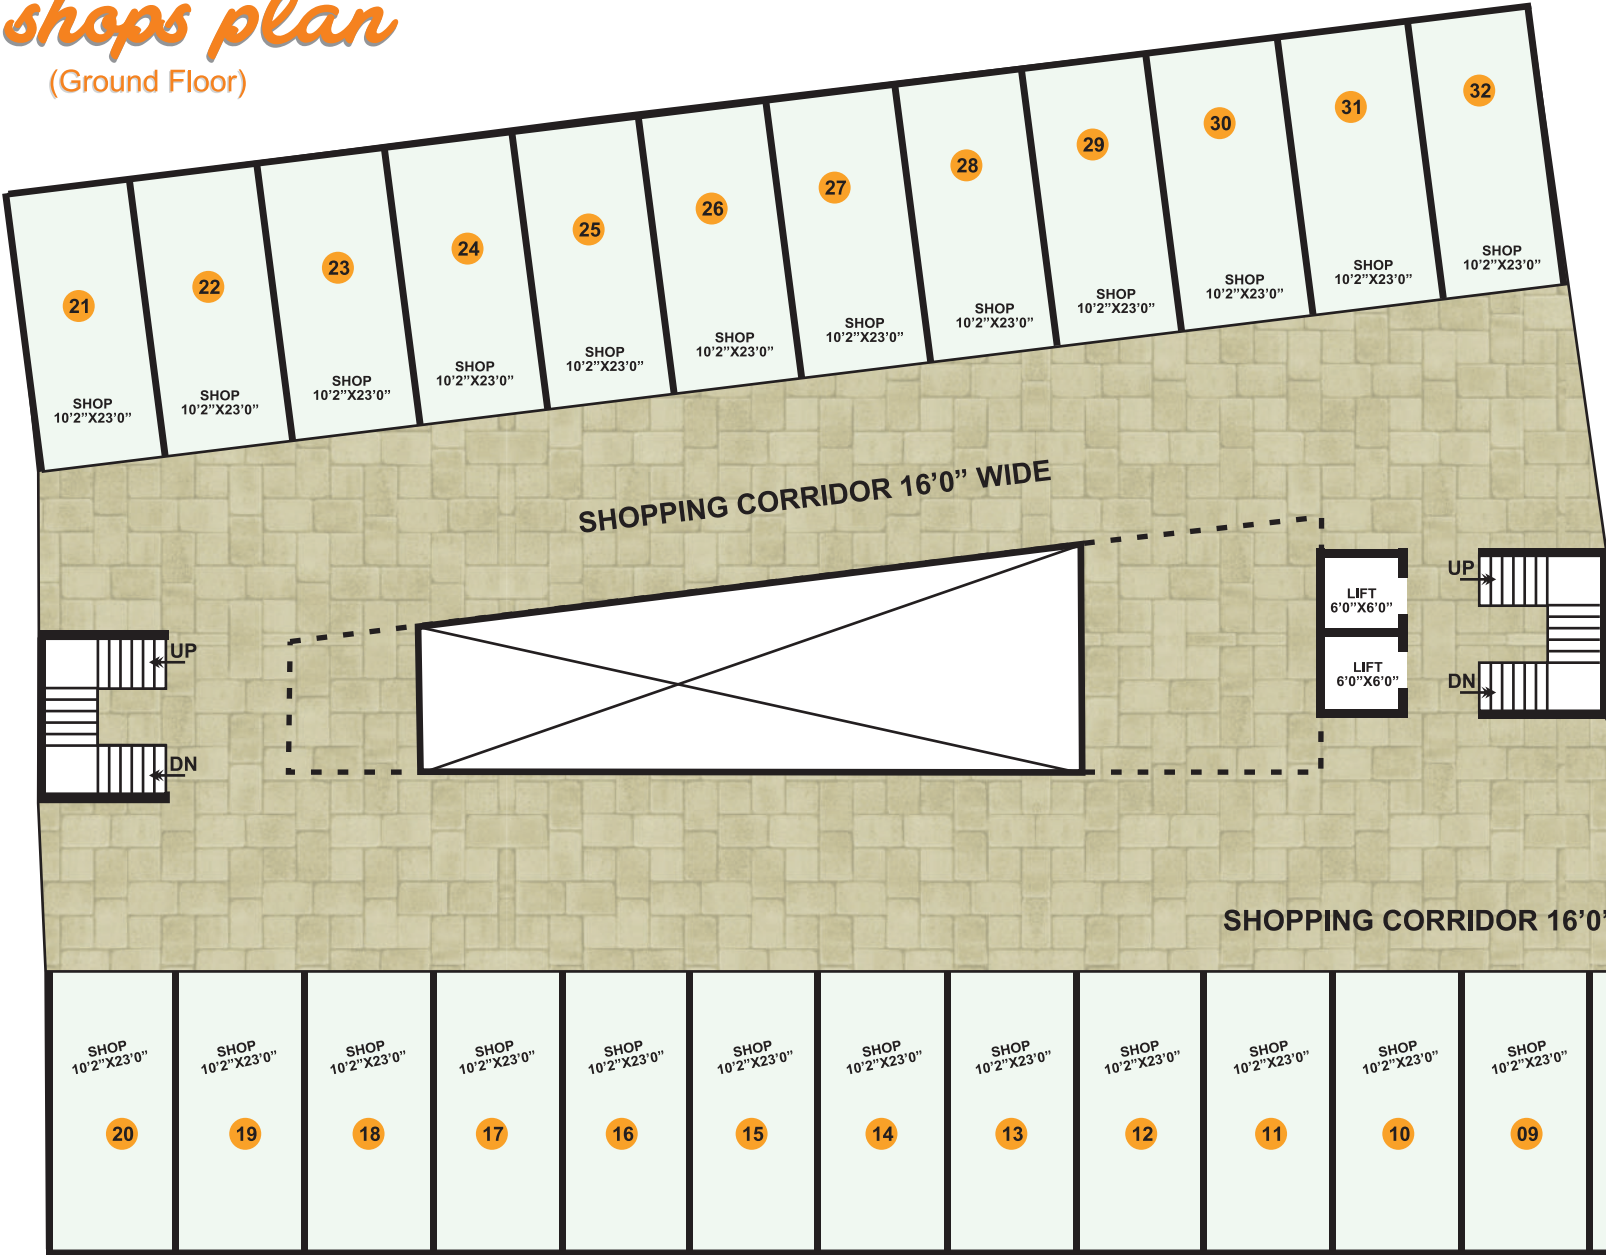 shops plan
(Ground Floor)
32
31
30
29
28
27
26
25
24
23
22
21
SHOP
10'2”X23'0”
SHOP
10'2”X23'0”
SHOP
10'2”X23'0”
SHOP
10'2”X23'0”
SHOP
10'2”X23'0”
SHOP
10'2”X23'0”
SHOP
10'2”X23'0”
SHOP
10'2”X23'0”
SHOP
10'2”X23'0”
SHOP
10'2”X23'0”
SHOP
10'2”X23'0”
SHOP
10'2”X23'0”
SHOPPING CORRIDOR 16'0” WIDE
UP
DN
LIFT
6'0”X6'0”
LIFT
6'0”X6'0”
UP
DN
SHOPPING CORRIDOR 16'0”
SHOP
10'2”X23'0”
SHOP
10'2”X23'0”
SHOP
10'2”X23'0”
SHOP
10'2”X23'0”
SHOP
10'2”X23'0”
SHOP
10'2”X23'0”
SHOP
10'2”X23'0”
SHOP
10'2”X23'0”
SHOP
10'2”X23'0”
SHOP
10'2”X23'0”
SHOP
10'2”X23'0”
SHOP
10'2”X23'0”
20
19
18
17
16
15
14
13
12
11
10
09